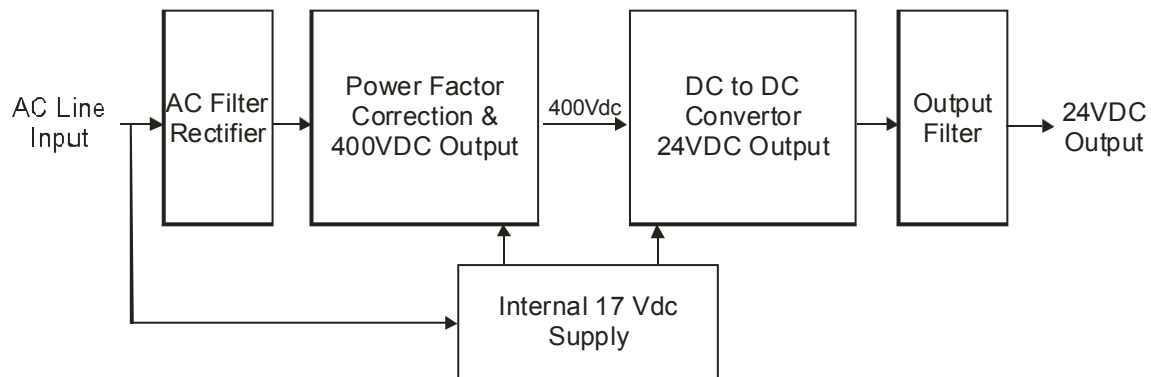 AC Line
Input
AC Filter
Rectifier
Power Factor
Correction &
400VDC Output
400Vdc
DC to DC
Convertor
24VDC Output
Output
Filter
24VDC
Output
Internal 17 Vdc
Supply